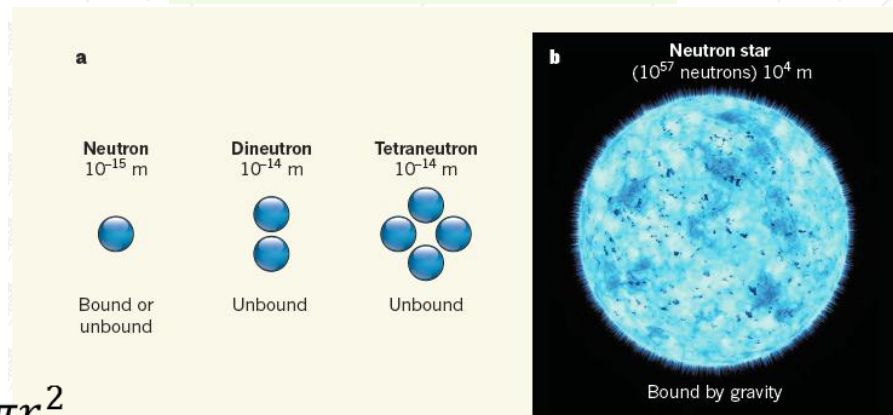 a
Neutron
10⁻¹⁵ m
Bound or
unbound
Dineutron
10⁻¹⁴ m
Unbound
Tetraneutron
10⁻¹⁴ m
Unbound
b
Neutron star
(10⁵⁷ neutrons) 10⁴ m
Bound by gravity
πr²